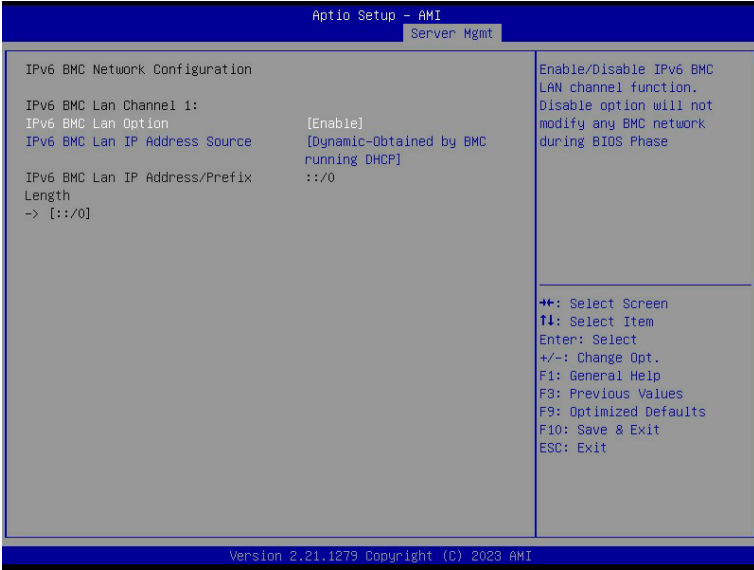 Aptio Setup – AMI
Server Mgmt
IPv6 BMC Network Configuration
IPv6 BMC Lan Channel 1:
IPv6 BMC Lan Option [Enable]
IPv6 BMC Lan IP Address Source [Dynamic-Obtained by BMC
running DHCP]
IPv6 BMC Lan IP Address/Prefix ::/0
Length
-> [::/0]
Enable/Disable IPv6 BMC
LAN channel function.
Disable option will not
modify any BMC network
during BIOS Phase
→←: Select Screen
↑↓: Select Item
Enter: Select
+/-: Change Opt.
F1: General Help
F3: Previous Values
F9: Optimized Defaults
F10: Save & Exit
ESC: Exit
Version 2.21.1279 Copyright (C) 2023 AMI